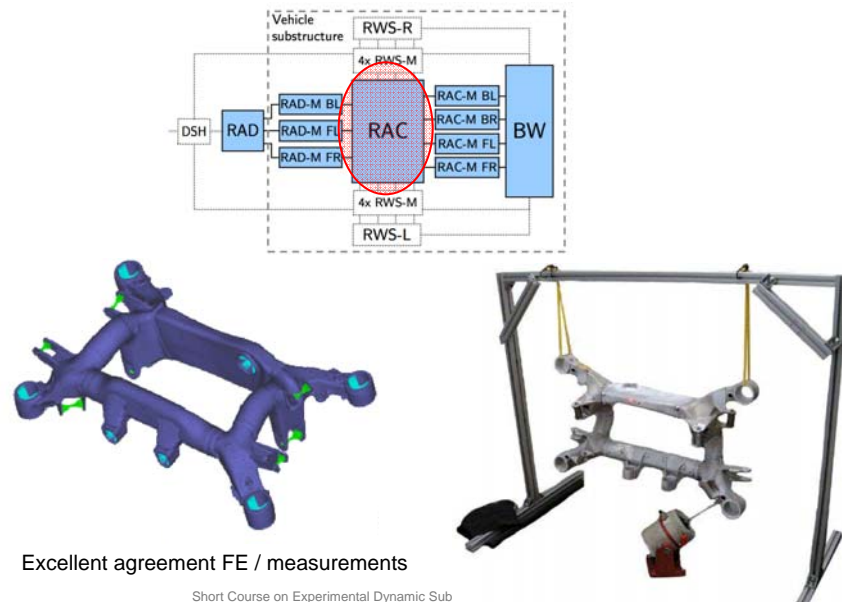 Vehicle
substructure
RWS-R
4x RWS-M
RAD-M BL
RAC-M BL
RAC-M BR
DSH
RAD
RAD-M FL
RAC
BW
RAC-M FL
RAD-M FR
RAC-M FR
4x RWS-M
RWS-L
Excellent agreement FE / measurements
Short Course on Experimental Dynamic Sub